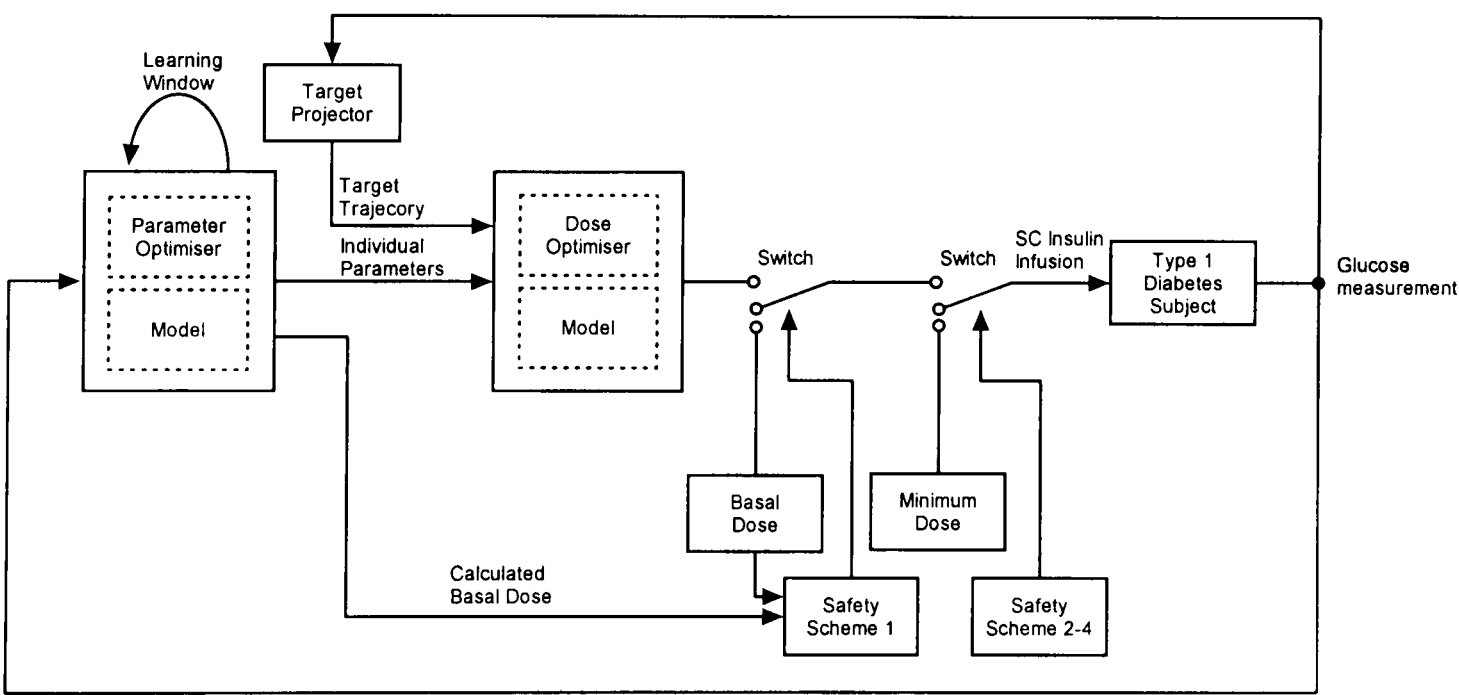 Learning
Window
Target
Projector
Parameter
Optimiser
Model
Target
Trajecory
Individual
Parameters
Dose
Optimiser
Model
Switch
Switch
SC Insulin
Infusion
Type 1
Diabetes
Subject
Glucose
measurement
Basal
Dose
Minimum
Dose
Calculated
Basal Dose
Safety
Scheme 1
Safety
Scheme 2-4